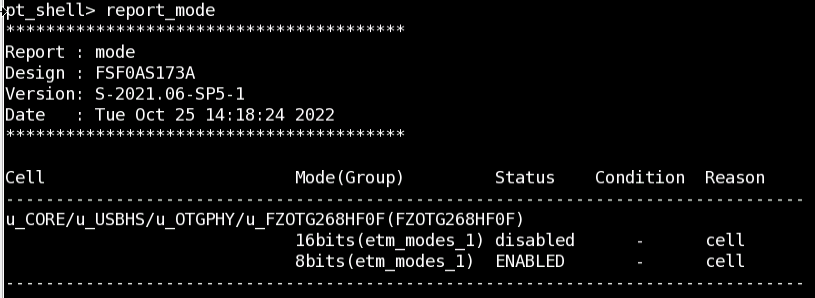 pt_shell> report_mode
****************************************
Report : mode
Design : FSF0AS173A
Version: S-2021.06-SP5-1
Date   : Tue Oct 25 14:18:24 2022
****************************************
Cell                         Mode(Group)         Status    Condition  Reason
--------------------------------------------------------------------------------
u_CORE/u_USBHS/u_OTGPHY/u_FZOTG268HF0F(FZOTG268HF0F)
                             16bits(etm_modes_1) disabled      -      cell
                             8bits(etm_modes_1)  ENABLED       -      cell
--------------------------------------------------------------------------------